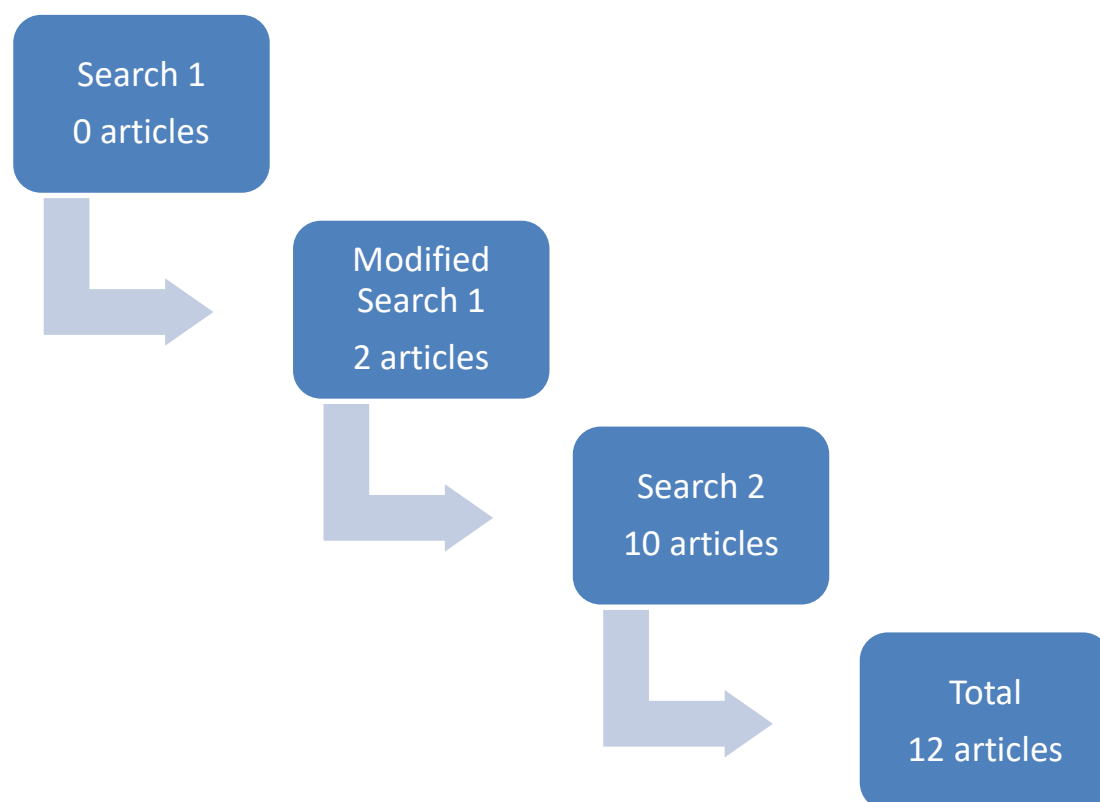 Search 1
0 articles
Modified
Search 1
2 articles
Search 2
10 articles
Total
12 articles